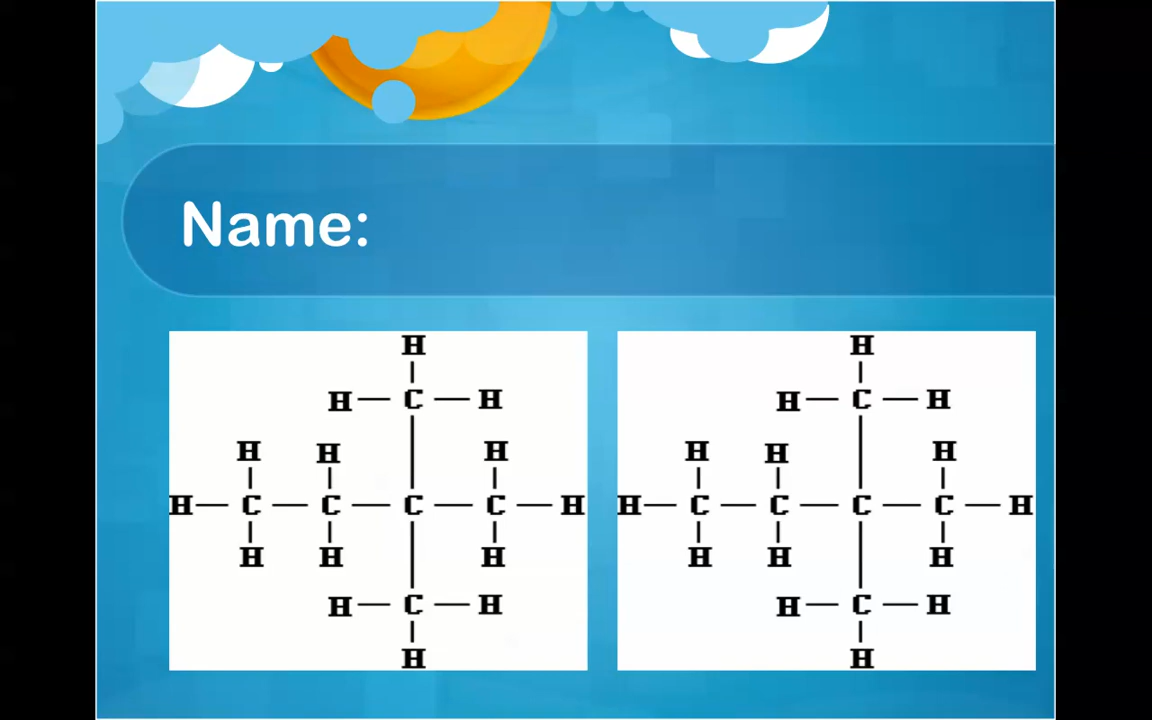 Name:
H H
H — C — H H — C — H
H H H H H H
H — C — C — C — C — H H — C — C — C — C — H
H H H H H H
H — C — H H — C — H
H H